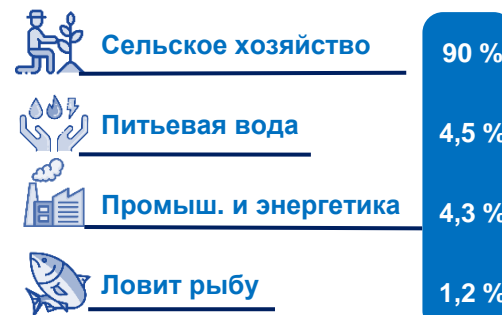 Сельское хозяйство 90 %
Питьевая вода 4,5 %
Промыш. и энергетика 4,3 %
Ловит рыбу 1,2 %